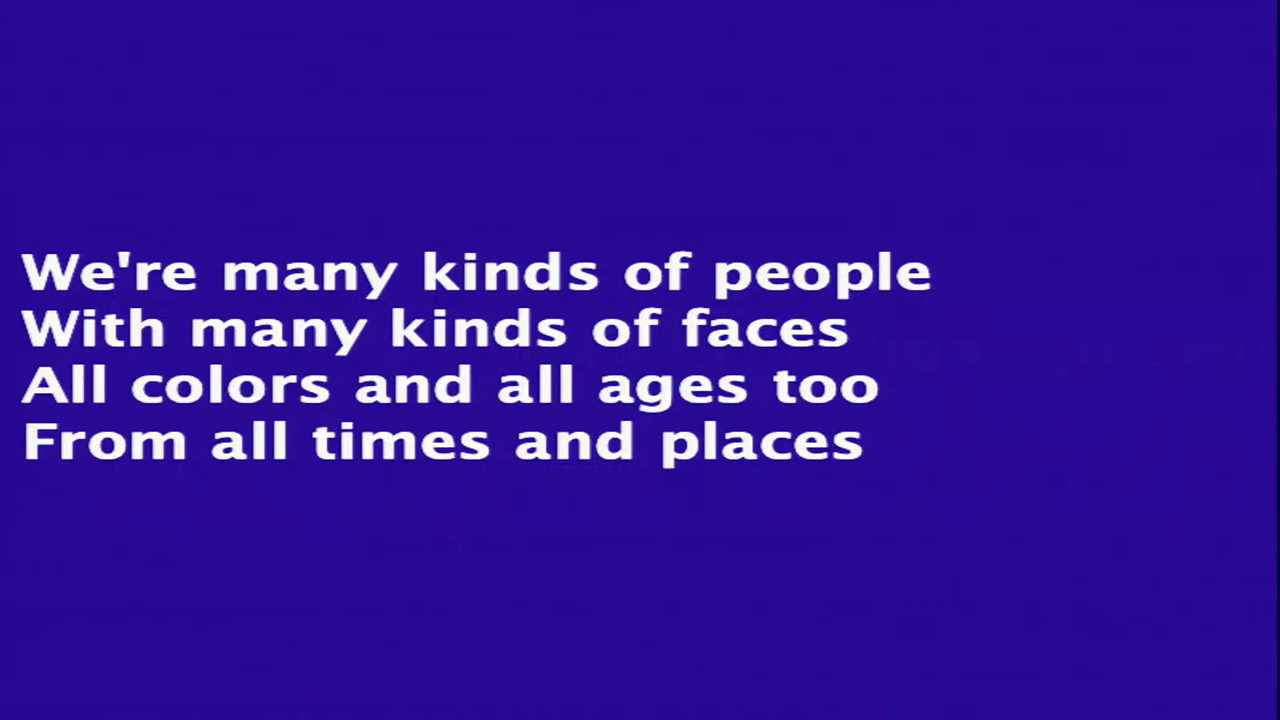 We're many kinds of people
With many kinds of faces
All colors and all ages too
From all times and places